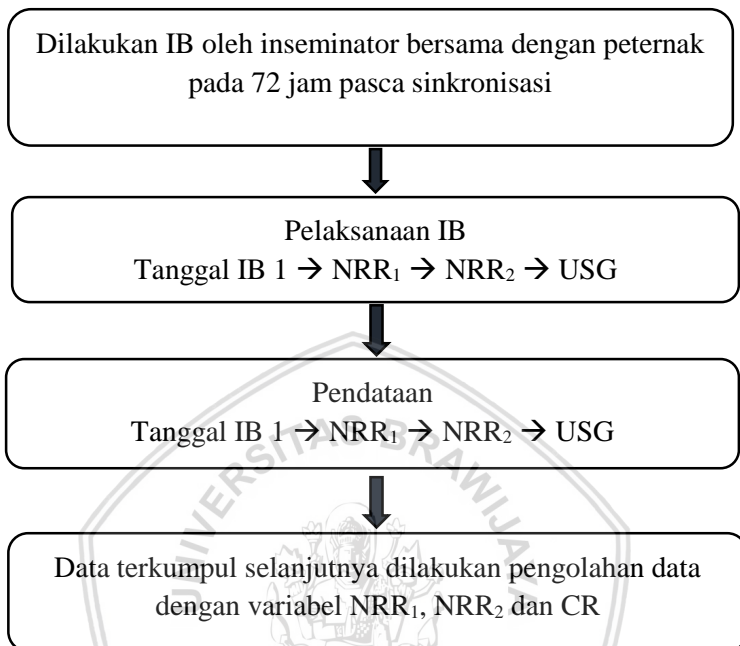 Dilakukan IB oleh inseminator bersama dengan peternak
pada 72 jam pasca sinkronisasi
Pelaksanaan IB
Tanggal IB 1 → NRR₁ → NRR₂ → USG
Pendataan
Tanggal IB 1 → NRR₁ → NRR₂ → USG
UNIVERSITAS BRAWIJAYA
Data terkumpul selanjutnya dilakukan pengolahan data
dengan variabel NRR₁, NRR₂ dan CR